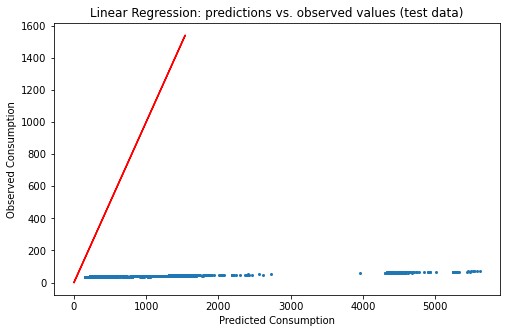 Linear Regression: predictions vs. observed values (test data)
Observed Consumption
1600
1400
1200
1000
800
600
400
200
0
0 1000 2000 3000 4000 5000
Predicted Consumption